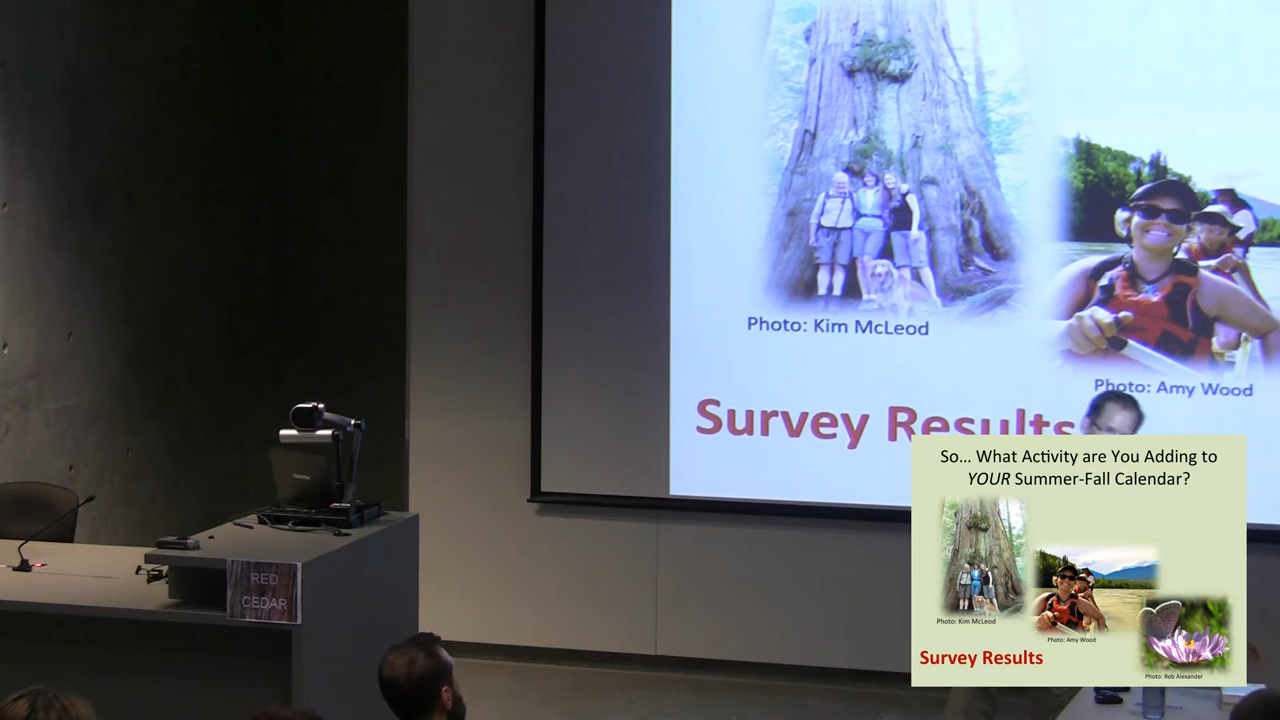 Photo: Kim McLeod
Photo: Amy Wood
Survey Results
RED
CEDAR
So... What Activity are You Adding to
YOUR Summer-Fall Calendar?
Photo: Kim McLeod
Photo: Amy Wood
Survey Results
Photo: Rob Alexander